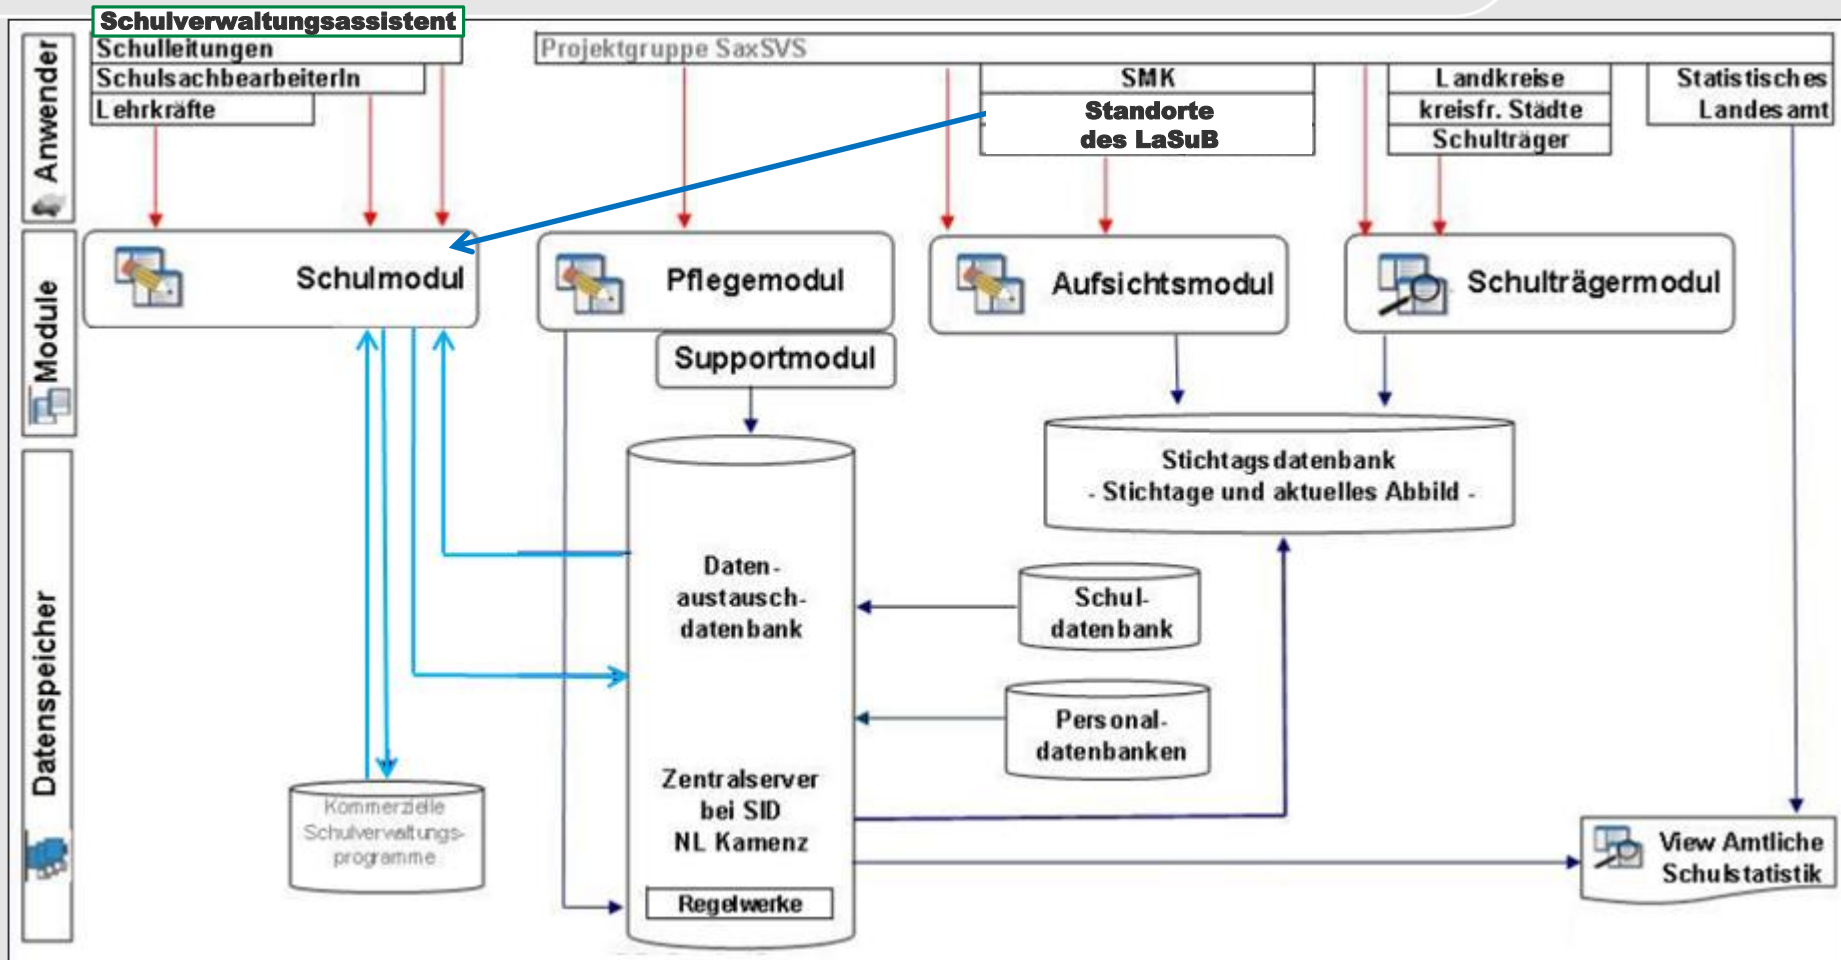 Schulverwaltungsassistent
Schulleitungen
SchulsachbearbeiterIn
Lehrkräfte
Projektgruppe SaxSVS
SMK
Standorte
des LaSuB
Landkreise
kreisfr. Städte
Schulträger
Statistisches
Landesamt
Anwender
Module
Datenspeicher
Schulmodul
Pflegemodul
Supportmodul
Aufsichtsmodul
Schulträgermodul
Stichtagsdatenbank
- Stichtage und aktuelles Abbild -
Daten-
austausch-
datenbank
Schul-
datenbank
Personal-
datenbanken
Zentralserver
bei SID
NL Kamenz
Regelwerke
Kommerzielle
Schulverwaltungs-
programme
View Amtliche
Schulstatistik